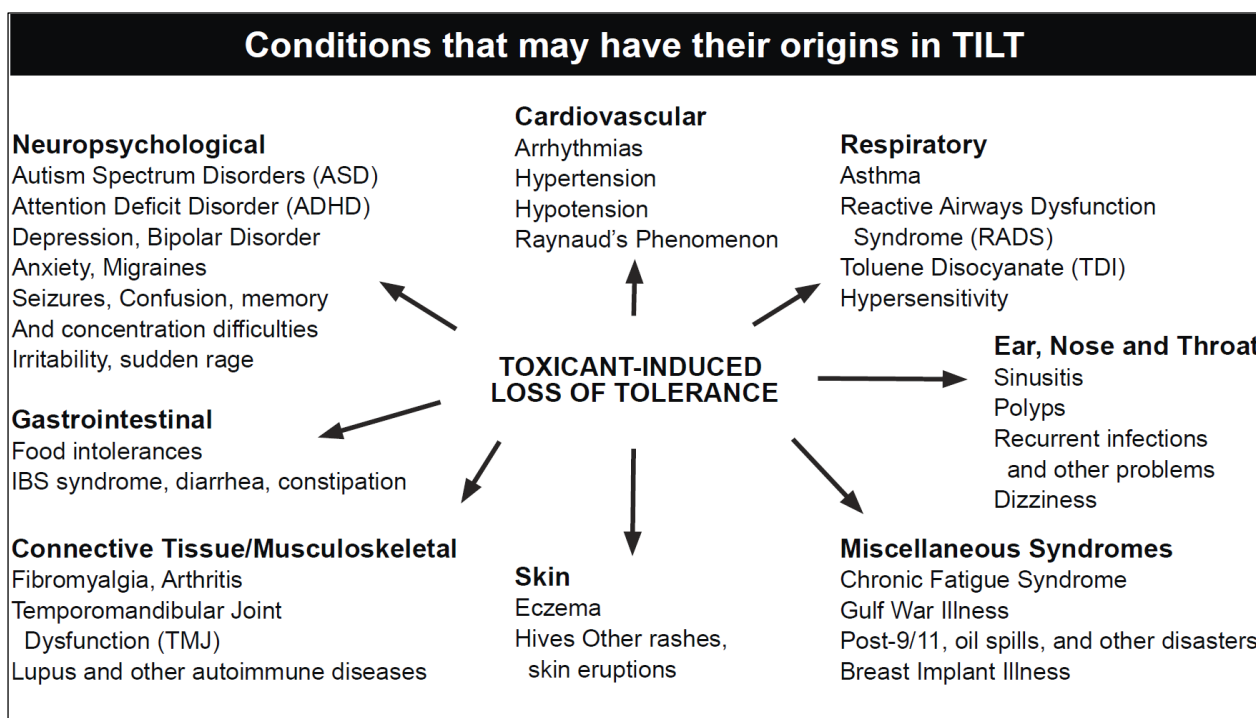 Conditions that may have their origins in TILT
Neuropsychological
Autism Spectrum Disorders (ASD)
Attention Deficit Disorder (ADHD)
Depression, Bipolar Disorder
Anxiety, Migraines
Seizures, Confusion, memory
And concentration difficulties
Irritability, sudden rage
Cardiovascular
Arrhythmias
Hypertension
Hypotension
Raynaud's Phenomenon
Respiratory
Asthma
Reactive Airways Dysfunction
Syndrome (RADS)
Toluene Disocyanate (TDI)
Hypersensitivity
TOXICANT-INDUCED
LOSS OF TOLERANCE
Ear, Nose and Throat
Sinusitis
Polyps
Recurrent infections
and other problems
Dizziness
Gastrointestinal
Food intolerances
IBS syndrome, diarrhea, constipation
Connective Tissue/Musculoskeletal
Fibromyalgia, Arthritis
Temporomandibular Joint
Dysfunction (TMJ)
Lupus and other autoimmune diseases
Skin
Eczema
Hives Other rashes,
skin eruptions
Miscellaneous Syndromes
Chronic Fatigue Syndrome
Gulf War Illness
Post-9/11, oil spills, and other disasters
Breast Implant Illness